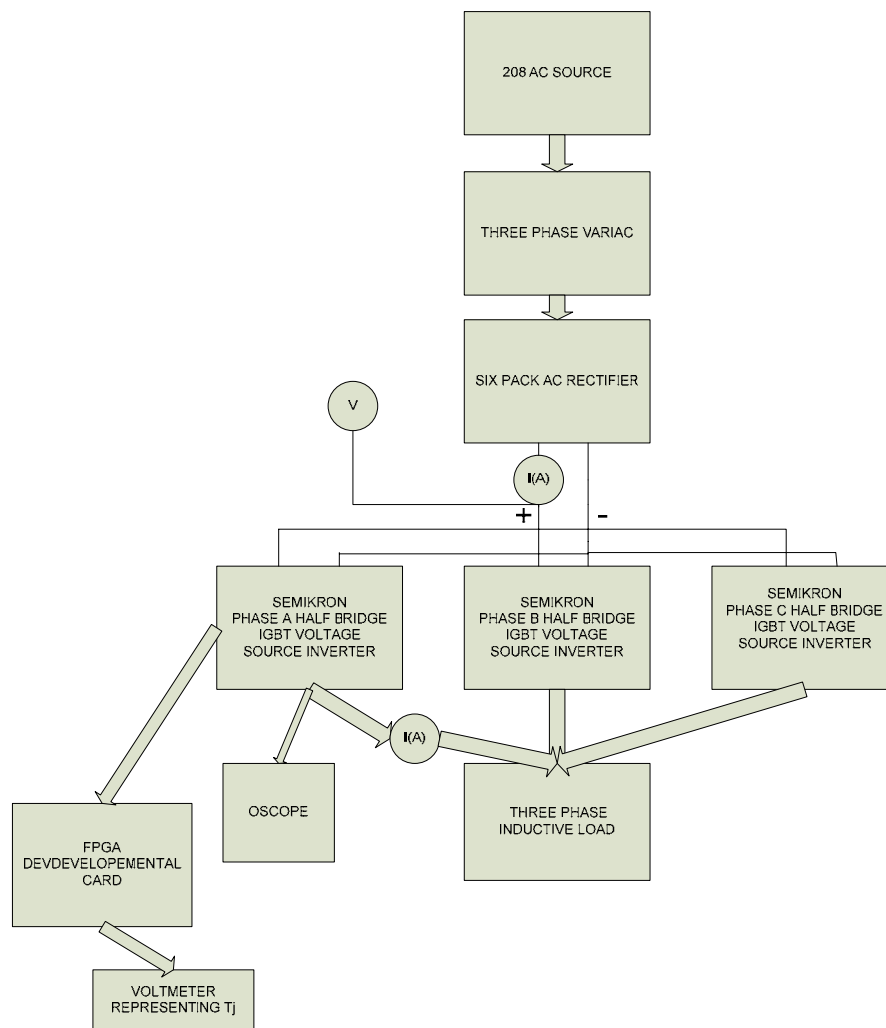 208 AC SOURCE
THREE PHASE VARIAC
SIX PACK AC RECTIFIER
V
I(A)
+
-
SEMIKRON
PHASE A HALF BRIDGE
IGBT VOLTAGE
SOURCE INVERTER
SEMIKRON
PHASE B HALF BRIDGE
IGBT VOLTAGE
SOURCE INVERTER
SEMIKRON
PHASE C HALF BRIDGE
IGBT VOLTAGE
SOURCE INVERTER
I(A)
OSCOPE
THREE PHASE
INDUCTIVE LOAD
FPGA
DEVDEVELOPEMENTAL
CARD
VOLTMETER
REPRESENTING Tj